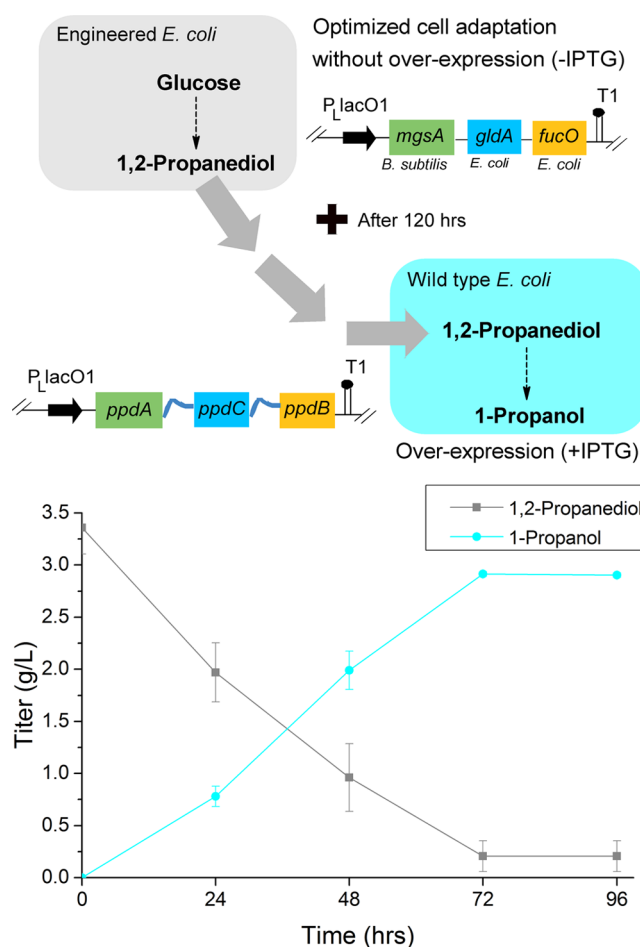 Engineered E. coli
Glucose
1,2-Propanediol
Optimized cell adaptation
without over-expression (-IPTG)
PLlacO1
T1
mgsA
gldA
fucO
B. subtilis
E. coli
E. coli
After 120 hrs
Wild type E. coli
1,2-Propanediol
1-Propanol
Over-expression (+IPTG)
PLlacO1
T1
ppdA
ppdC
ppdB
1,2-Propanediol
1-Propanol
Titer (g/L)
3.5
3.0
2.5
2.0
1.5
1.0
0.5
0.0
0
24
48
72
96
Time (hrs)